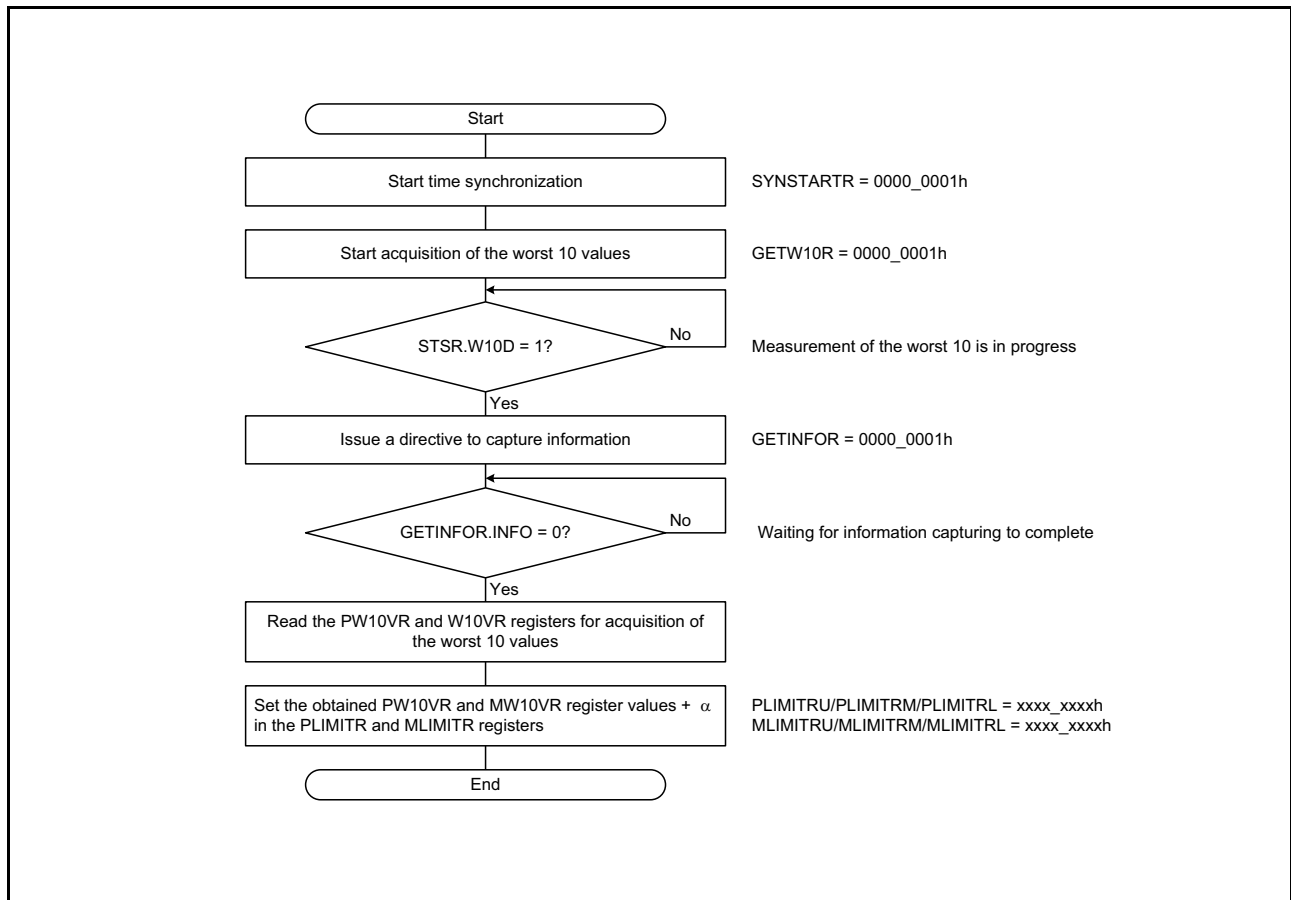 Start
Start time synchronization
SYNSTARTR = 0000_0001h
Start acquisition of the worst 10 values
GETW10R = 0000_0001h
STSR.W10D = 1?
No
Measurement of the worst 10 is in progress
Yes
Issue a directive to capture information
GETINFOR = 0000_0001h
GETINFOR.INFO = 0?
No
Waiting for information capturing to complete
Yes
Read the PW10VR and W10VR registers for acquisition of
the worst 10 values
Set the obtained PW10VR and MW10VR register values + α
in the PLIMITR and MLIMITR registers
PLIMITRU/PLIMITRM/PLIMITRL = xxxx_xxxxh
MLIMITRU/MLIMITRM/MLIMITRL = xxxx_xxxxh
End